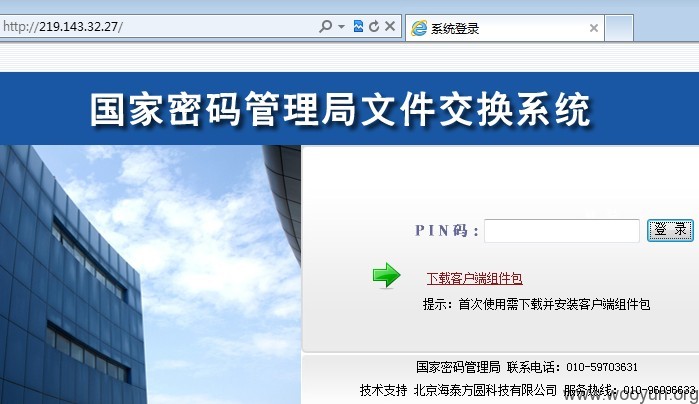 http://219.143.32.27/
系统登录
国家密码管理局文件交换系统
PIN码：
登 录
下载客户端组件包
提示：首次使用需下载并安装客户端组件包
国家密码管理局 联系电话：010-59703631
技术支持 北京海泰方圆科技有限公司 服务热线：010-96096633
www.wooyun.org